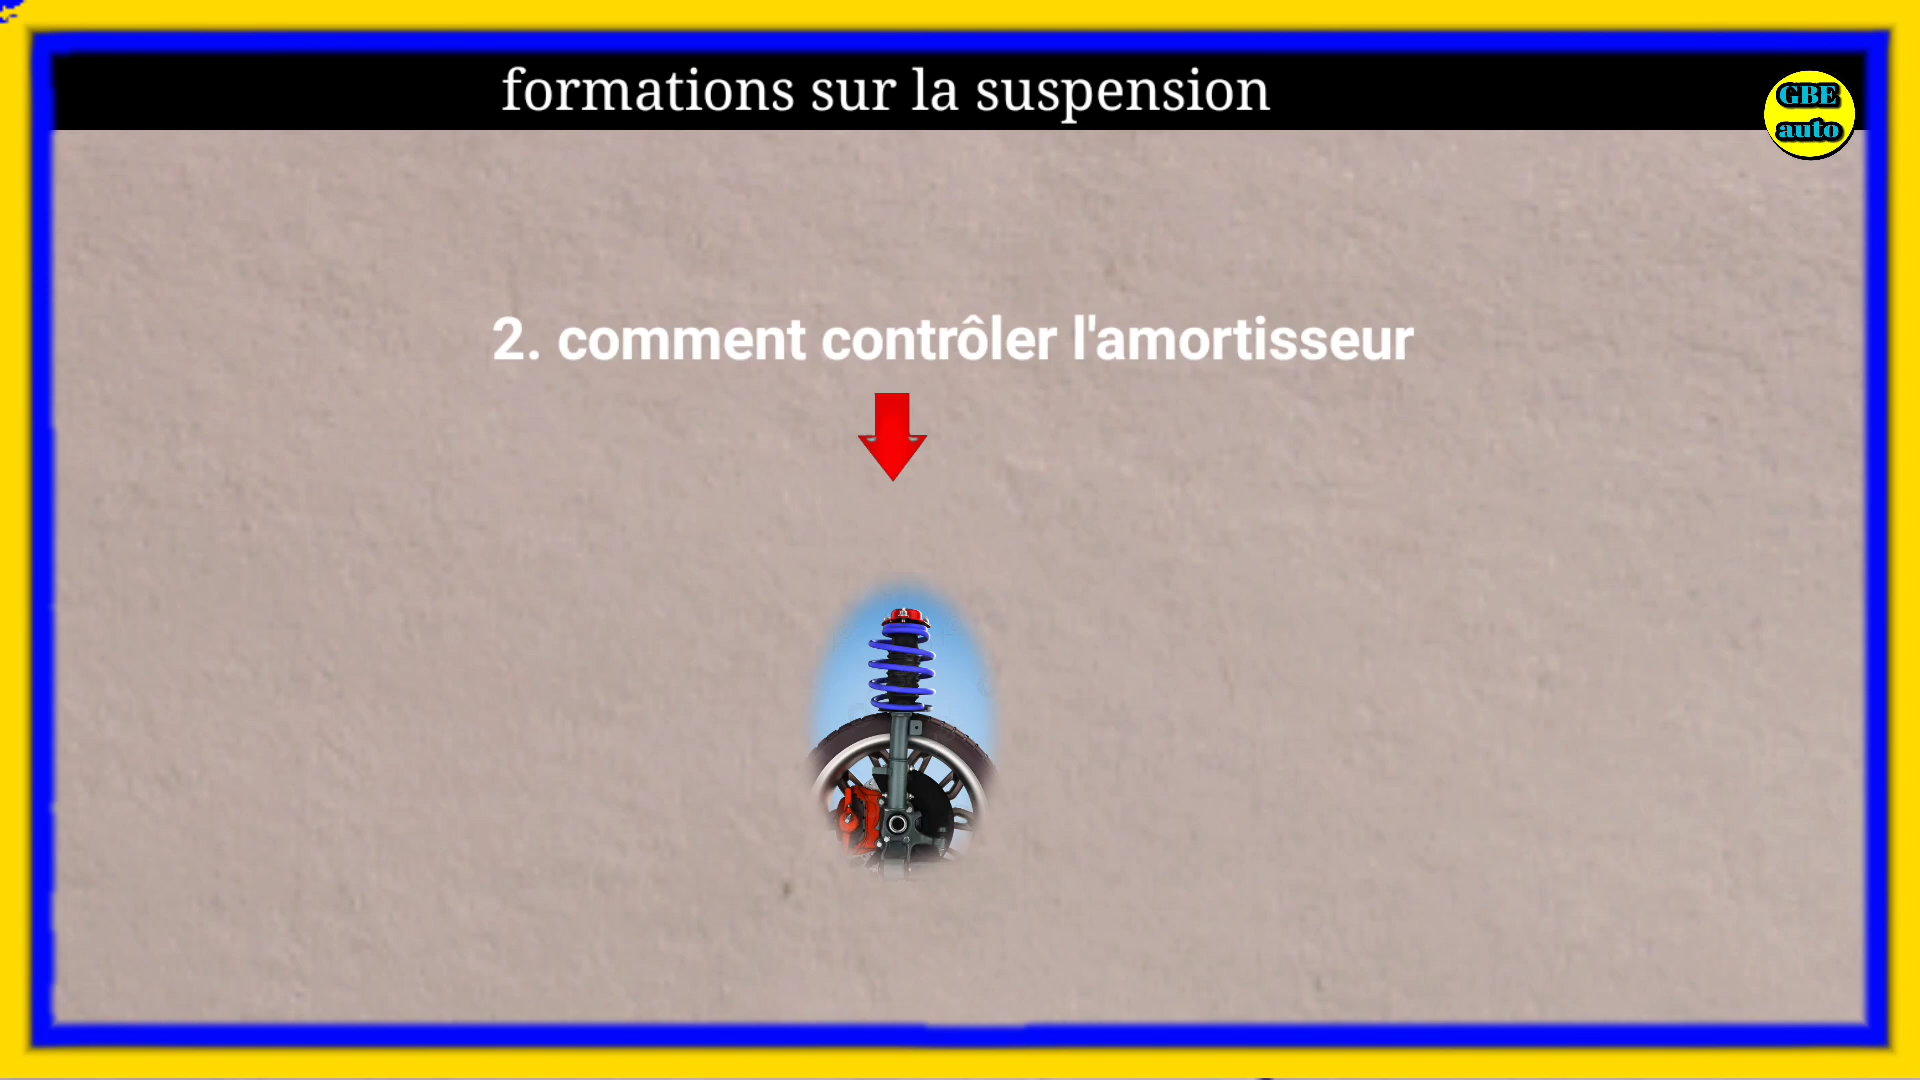 formations sur la suspension
GBE
auto
2. comment contrôler l'amortisseur